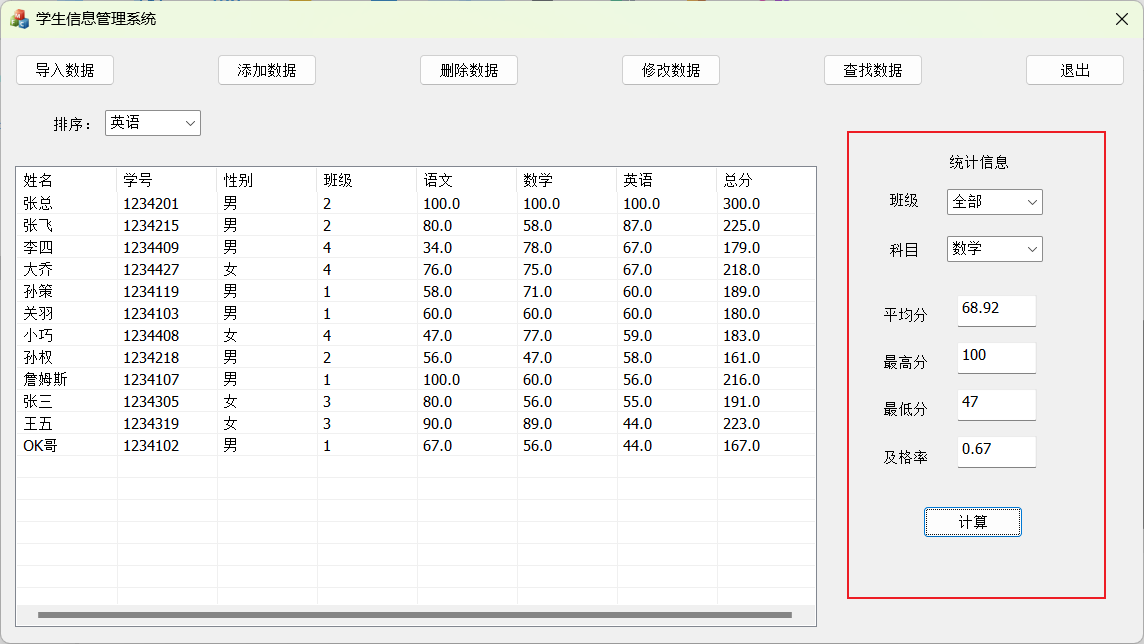 学生信息管理系统
导入数据 添加数据 删除数据 修改数据 查找数据 退出
排序： 英语
姓名 学号 性别 班级 语文 数学 英语 总分
张总 1234201 男 2 100.0 100.0 100.0 300.0
张飞 1234215 男 2 80.0 58.0 87.0 225.0
李四 1234409 男 4 34.0 78.0 67.0 179.0
大乔 1234427 女 4 76.0 75.0 67.0 218.0
孙策 1234119 男 1 58.0 71.0 60.0 189.0
关羽 1234103 男 1 60.0 60.0 60.0 180.0
小巧 1234408 女 4 47.0 77.0 59.0 183.0
孙权 1234218 男 2 56.0 47.0 58.0 161.0
詹姆斯 1234107 男 1 100.0 60.0 56.0 216.0
张三 1234305 女 3 80.0 56.0 55.0 191.0
王五 1234319 女 3 90.0 89.0 44.0 223.0
OK哥 1234102 男 1 67.0 56.0 44.0 167.0
统计信息
班级 全部
科目 数学
平均分 68.92
最高分 100
最低分 47
及格率 0.67
计算